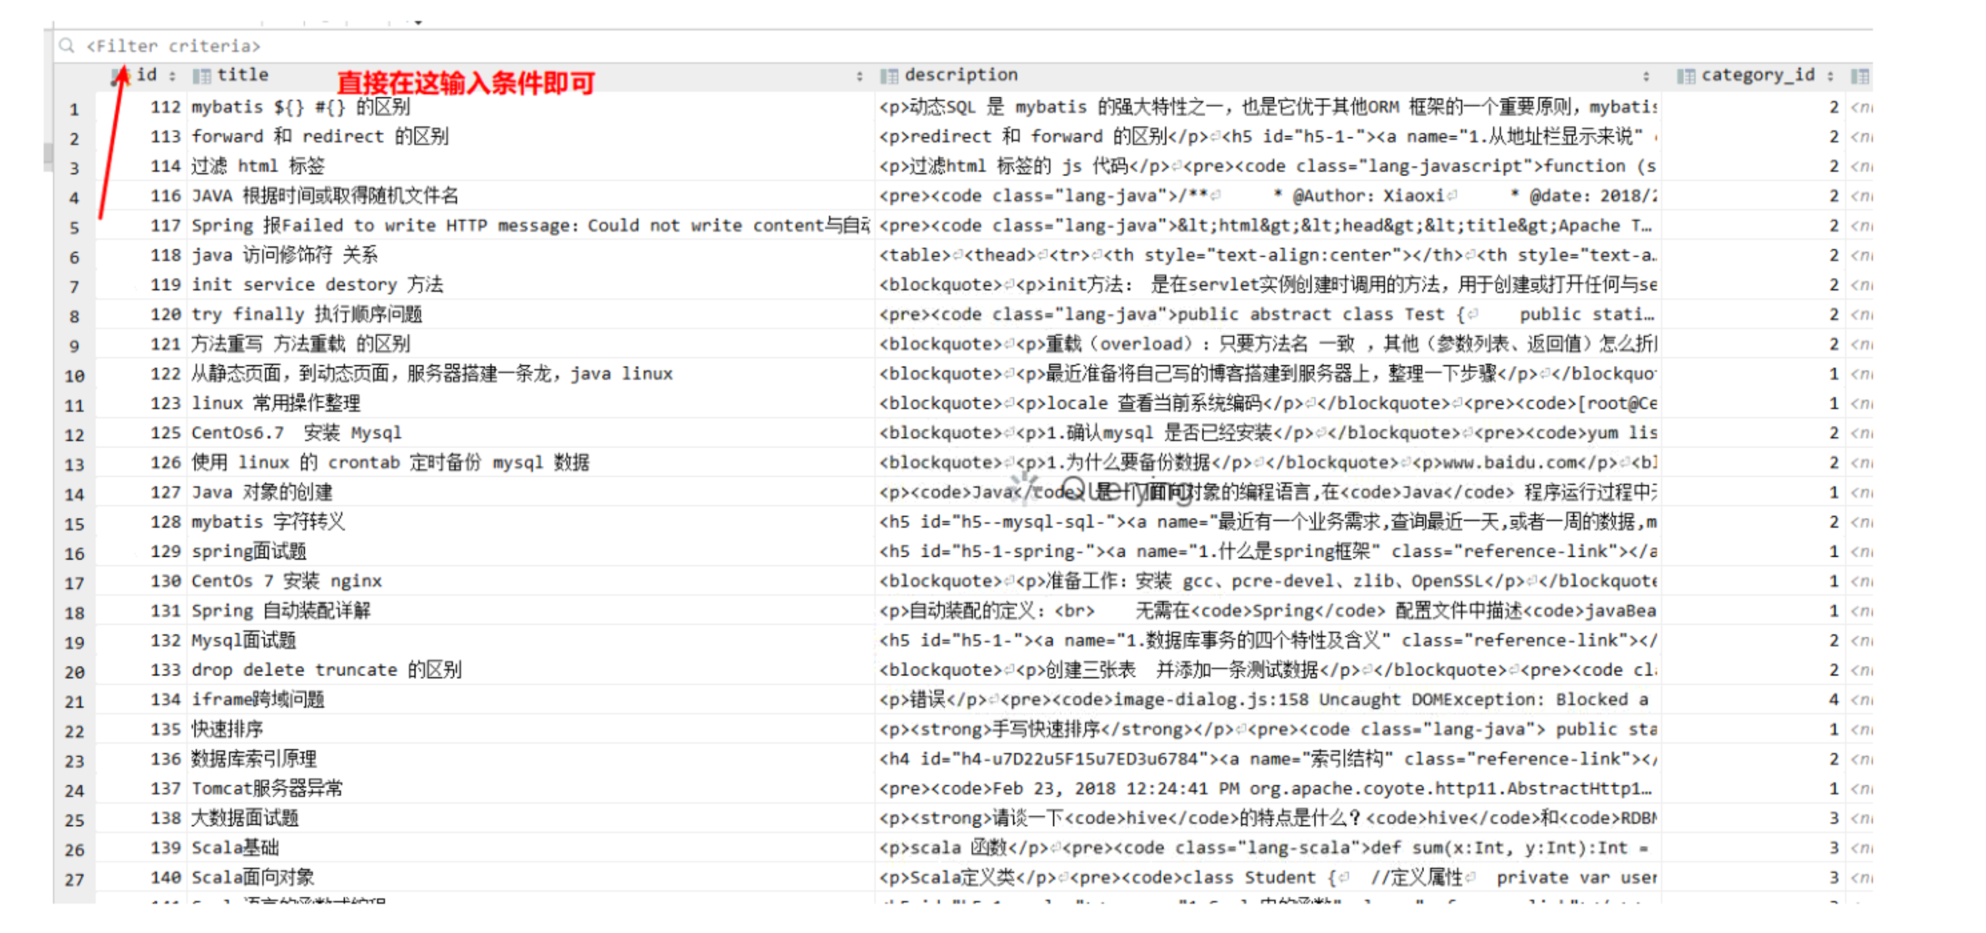 <Filter criteria>
id title 直接在这输入条件即可 description category_id
1 112 mybatis ${} #{} 的区别 <p>动态SQL 是 mybatis 的强大特性之一，也是它优于其他ORM 框架的一个重要原则，mybatis 2
2 113 forward 和 redirect 的区别 <p>redirect 和 forward 的区别</p>⏎<h5 id="h5-1-"><a name="1.从地址栏显示来说" 2
3 114 过滤 html 标签 <p>过滤html 标签的 js 代码</p>⏎<pre><code class="lang-javascript">function (s 2
4 116 JAVA 根据时间或取得随机文件名 <pre><code class="lang-java">/**⏎ * @Author: Xiaoxi⏎ * @date: 2018/2 2
5 117 Spring 报Failed to write HTTP message: Could not write content与自动 <pre><code class="lang-java">&lt;html&gt;&lt;head&gt;&lt;title&gt;Apache T… 2
6 118 java 访问修饰符 关系 <table>⏎<thead>⏎<tr>⏎<th style="text-align:center"></th>⏎<th style="text-a… 2
7 119 init service destory 方法 <blockquote>⏎<p>init方法： 是在servlet实例创建时调用的方法，用于创建或打开任何与se 2
8 120 try finally 执行顺序问题 <pre><code class="lang-java">public abstract class Test {⏎ public stati… 2
9 121 方法重写 方法重载 的区别 <blockquote>⏎<p>重载（overload）: 只要方法名 一致 ，其他（参数列表、返回值）怎么折 2
10 122 从静态页面，到动态页面，服务器搭建一条龙，java linux <blockquote>⏎<p>最近准备将自己写的博客搭建到服务器上，整理一下步骤</p>⏎</blockquo 1
11 123 linux 常用操作整理 <blockquote>⏎<p>locale 查看当前系统编码</p>⏎</blockquote>⏎<pre><code>[root@Ce 1
12 125 CentOs6.7 安装 Mysql <blockquote>⏎<p>1.确认mysql 是否已经安装</p>⏎</blockquote>⏎<pre><code>yum lis 2
13 126 使用 linux 的 crontab 定时备份 mysql 数据 <blockquote>⏎<p>1.为什么要备份数据</p>⏎</blockquote>⏎<p>www.baidu.com</p>⏎<bl 2
14 127 Java 对象的创建 <p><code>Java</code> 是一门面向对象的编程语言,在<code>Java</code> 程序运行过程中 1
Querying
15 128 mybatis 字符转义 <h5 id="h5--mysql-sql-"><a name="最近有一个业务需求,查询最近一天,或者一周的数据,m 2
16 129 spring面试题 <h5 id="h5-1-spring-"><a name="1.什么是spring框架" class="reference-link"></a 1
17 130 CentOs 7 安装 nginx <blockquote>⏎<p>准备工作：安装 gcc、pcre-devel、zlib、OpenSSL</p>⏎</blockquote 1
18 131 Spring 自动装配详解 <p>自动装配的定义：<br> 无需在<code>Spring</code> 配置文件中描述<code>javaBea 1
19 132 Mysql面试题 <h5 id="h5-1-"><a name="1.数据库事务的四个特性及含义" class="reference-link"></ 2
20 133 drop delete truncate 的区别 <blockquote>⏎<p>创建三张表 并添加一条测试数据</p>⏎</blockquote>⏎<pre><code cl 2
21 134 iframe跨域问题 <p>错误</p>⏎<pre><code>image-dialog.js:158 Uncaught DOMException: Blocked a 4
22 135 快速排序 <p><strong>手写快速排序</strong></p>⏎<pre><code class="lang-java"> public sta 1
23 136 数据库索引原理 <h4 id="h4-u7D22u5F15u7ED3u6784"><a name="索引结构" class="reference-link"></ 2
24 137 Tomcat服务器异常 <pre><code>Feb 23, 2018 12:24:41 PM org.apache.coyote.http11.AbstractHttp1… 1
25 138 大数据面试题 <p><strong>请谈一下<code>hive</code>的特点是什么？<code>hive</code>和<code>RDBM 3
26 139 Scala基础 <p>scala 函数</p>⏎<pre><code class="lang-scala">def sum(x:Int, y:Int):Int = 3
27 140 Scala面向对象 <p>Scala定义类</p>⏎<pre><code>class Student {⏎ //定义属性⏎ private var user 3